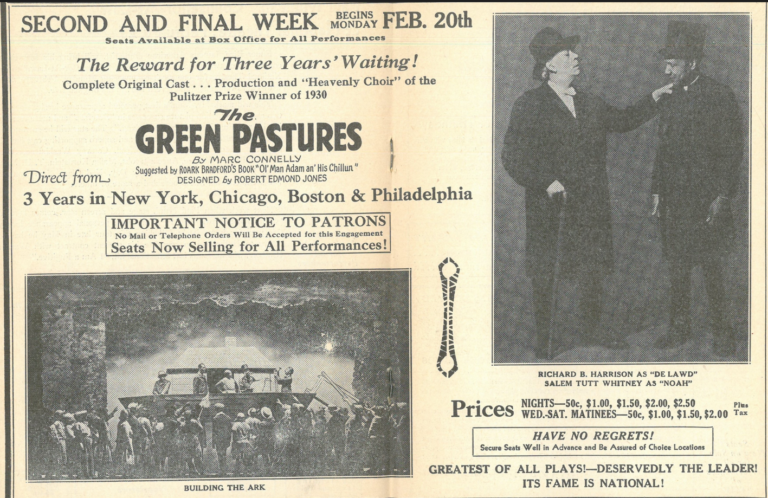 SECOND AND FINAL WEEK BEGINS MONDAY FEB. 20th
Seats Available at Box Office for All Performances
The Reward for Three Years' Waiting!
Complete Original Cast . . . Production and "Heavenly Choir" of the
Pulitzer Prize Winner of 1930
The
GREEN PASTURES
By MARC CONNELLY
Suggested by ROARK BRADFORD'S BOOK "Ol' Man Adam an' His Chillun"
DESIGNED by ROBERT EDMOND JONES
Direct from
3 Years in New York, Chicago, Boston & Philadelphia
IMPORTANT NOTICE TO PATRONS
No Mail or Telephone Orders Will Be Accepted for this Engagement
Seats Now Selling for All Performances!
BUILDING THE ARK
RICHARD B. HARRISON AS "DE LAWD"
SALEM TUTT WHITNEY AS "NOAH"
Prices NIGHTS—50c, $1.00, $1.50, $2.00, $2.50
WED.-SAT. MATINEES—50c, $1.00, $1.50, $2.00 Plus Tax
HAVE NO REGRETS!
Secure Seats Well in Advance and Be Assured of Choice Locations
GREATEST OF ALL PLAYS!—DESERVEDLY THE LEADER!
ITS FAME IS NATIONAL!